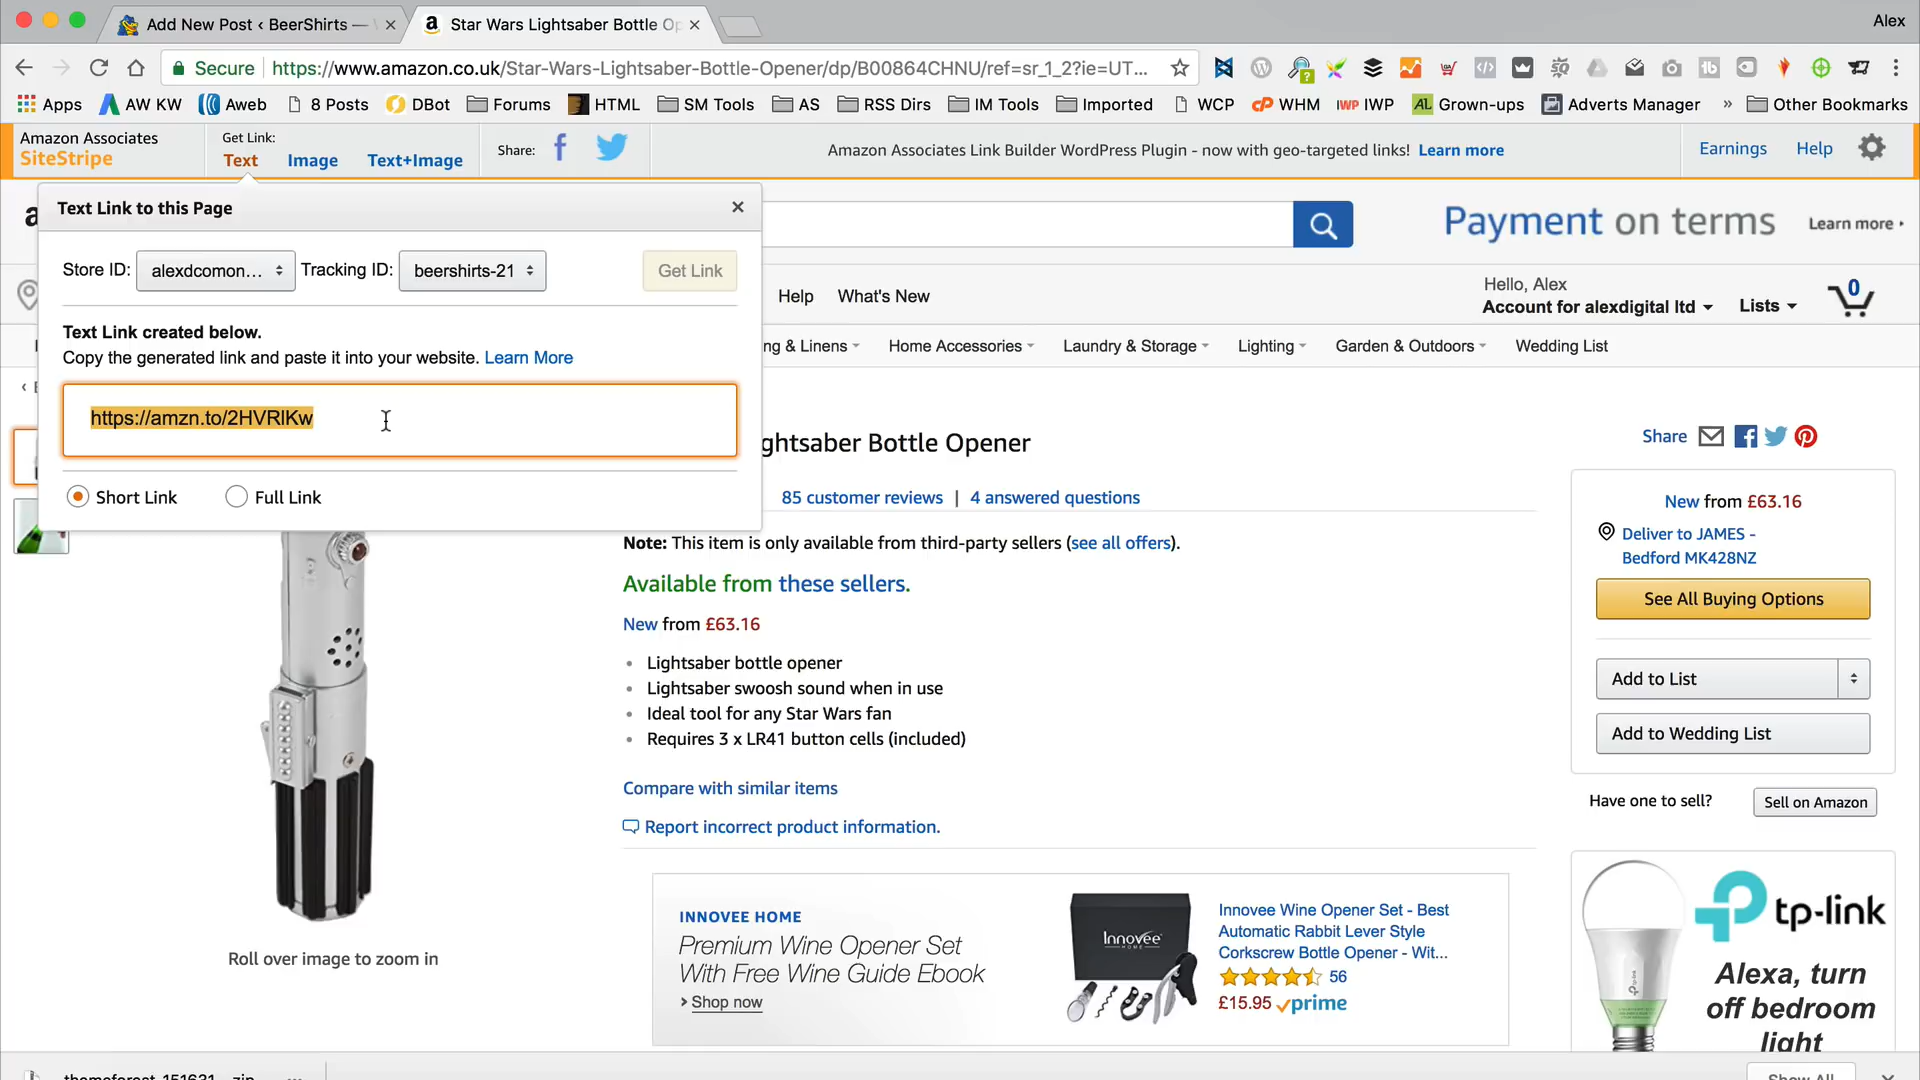 Add New Post ‹ BeerShirts —
Star Wars Lightsaber Bottle Op
Alex
Secure
https://www.amazon.co.uk/Star-Wars-Lightsaber-Bottle-Opener/dp/B00864CHNU/ref=sr_1_2?ie=UT...
Apps
AW KW
Aweb
8 Posts
DBot
Forums
HTML
SM Tools
AS
RSS Dirs
IM Tools
Imported
WCP
WHM
IWP
Grown-ups
Adverts Manager
»
Other Bookmarks
Amazon Associates
SiteStripe
Get Link:
Text
Image
Text+Image
Share:
Amazon Associates Link Builder WordPress Plugin - now with geo-targeted links! Learn more
Earnings
Help
Text Link to this Page
Store ID: alexdcomon...
Tracking ID: beershirts-21
Get Link
Text Link created below.
Copy the generated link and paste it into your website. Learn More
https://amzn.to/2HVRlKw
Short Link
Full Link
Payment on terms
Learn more
Help
What's New
Hello, Alex
Account for alexdigital ltd
Lists
0
ng & Linens
Home Accessories
Laundry & Storage
Lighting
Garden & Outdoors
Wedding List
ghtsaber Bottle Opener
85 customer reviews | 4 answered questions
Note: This item is only available from third-party sellers (see all offers).
Available from these sellers.
New from £63.16
• Lightsaber bottle opener
• Lightsaber swoosh sound when in use
• Ideal tool for any Star Wars fan
• Requires 3 x LR41 button cells (included)
Compare with similar items
Report incorrect product information.
Roll over image to zoom in
Share
New from £63.16
Deliver to JAMES -
Bedford MK428NZ
See All Buying Options
Add to List
Add to Wedding List
Have one to sell?
Sell on Amazon
INNOVEE HOME
Premium Wine Opener Set
With Free Wine Guide Ebook
› Shop now
Innovee
HOME
Innovee Wine Opener Set - Best
Automatic Rabbit Lever Style
Corkscrew Bottle Opener - Wit...
56
£15.95 prime
tp-link
Alexa, turn
off bedroom
light
themeforest-151631....zip
Show All